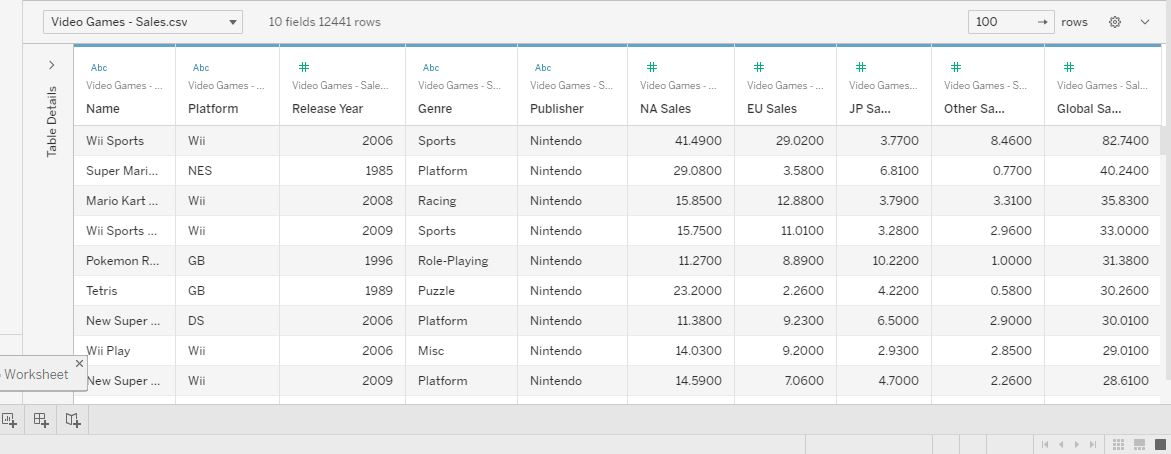 Video Games - Sales.csv 10 fields 12441 rows 100 → rows
Table Details
Abc Abc # Abc Abc # # # # #
Video Games - ... Video Games - ... Video Games - Sale... Video Games - S... Video Games - S... Video Games - ... Video Games -... Video Games... Video Games - S... Video Games - Sal...
Name Platform Release Year Genre Publisher NA Sales EU Sales JP Sa... Other Sa... Global Sa...
Wii Sports Wii 2006 Sports Nintendo 41.4900 29.0200 3.7700 8.4600 82.7400
Super Mari... NES 1985 Platform Nintendo 29.0800 3.5800 6.8100 0.7700 40.2400
Mario Kart ... Wii 2008 Racing Nintendo 15.8500 12.8800 3.7900 3.3100 35.8300
Wii Sports ... Wii 2009 Sports Nintendo 15.7500 11.0100 3.2800 2.9600 33.0000
Pokemon R... GB 1996 Role-Playing Nintendo 11.2700 8.8900 10.2200 1.0000 31.3800
Tetris GB 1989 Puzzle Nintendo 23.2000 2.2600 4.2200 0.5800 30.2600
New Super ... DS 2006 Platform Nintendo 11.3800 9.2300 6.5000 2.9000 30.0100
Wii Play Wii 2006 Misc Nintendo 14.0300 9.2000 2.9300 2.8500 29.0100
New Super ... Wii 2009 Platform Nintendo 14.5900 7.0600 4.7000 2.2600 28.6100
Worksheet